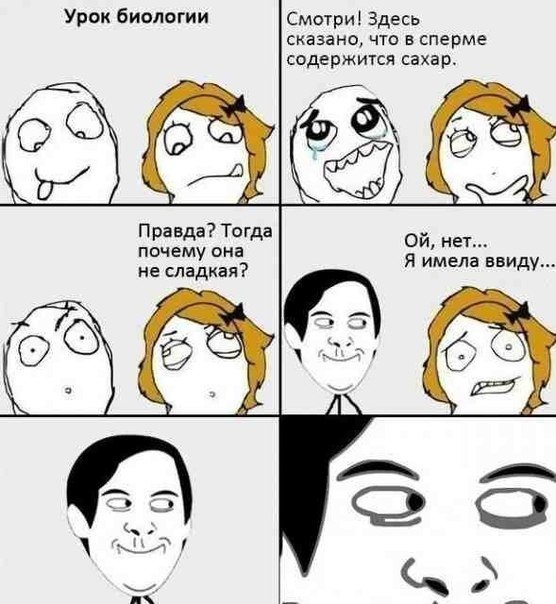 Урок биологии
Смотри! Здесь
сказано, что в сперме
содержится сахар.
Правда? Тогда
почему она
не сладкая?
Ой, нет...
Я имела ввиду...